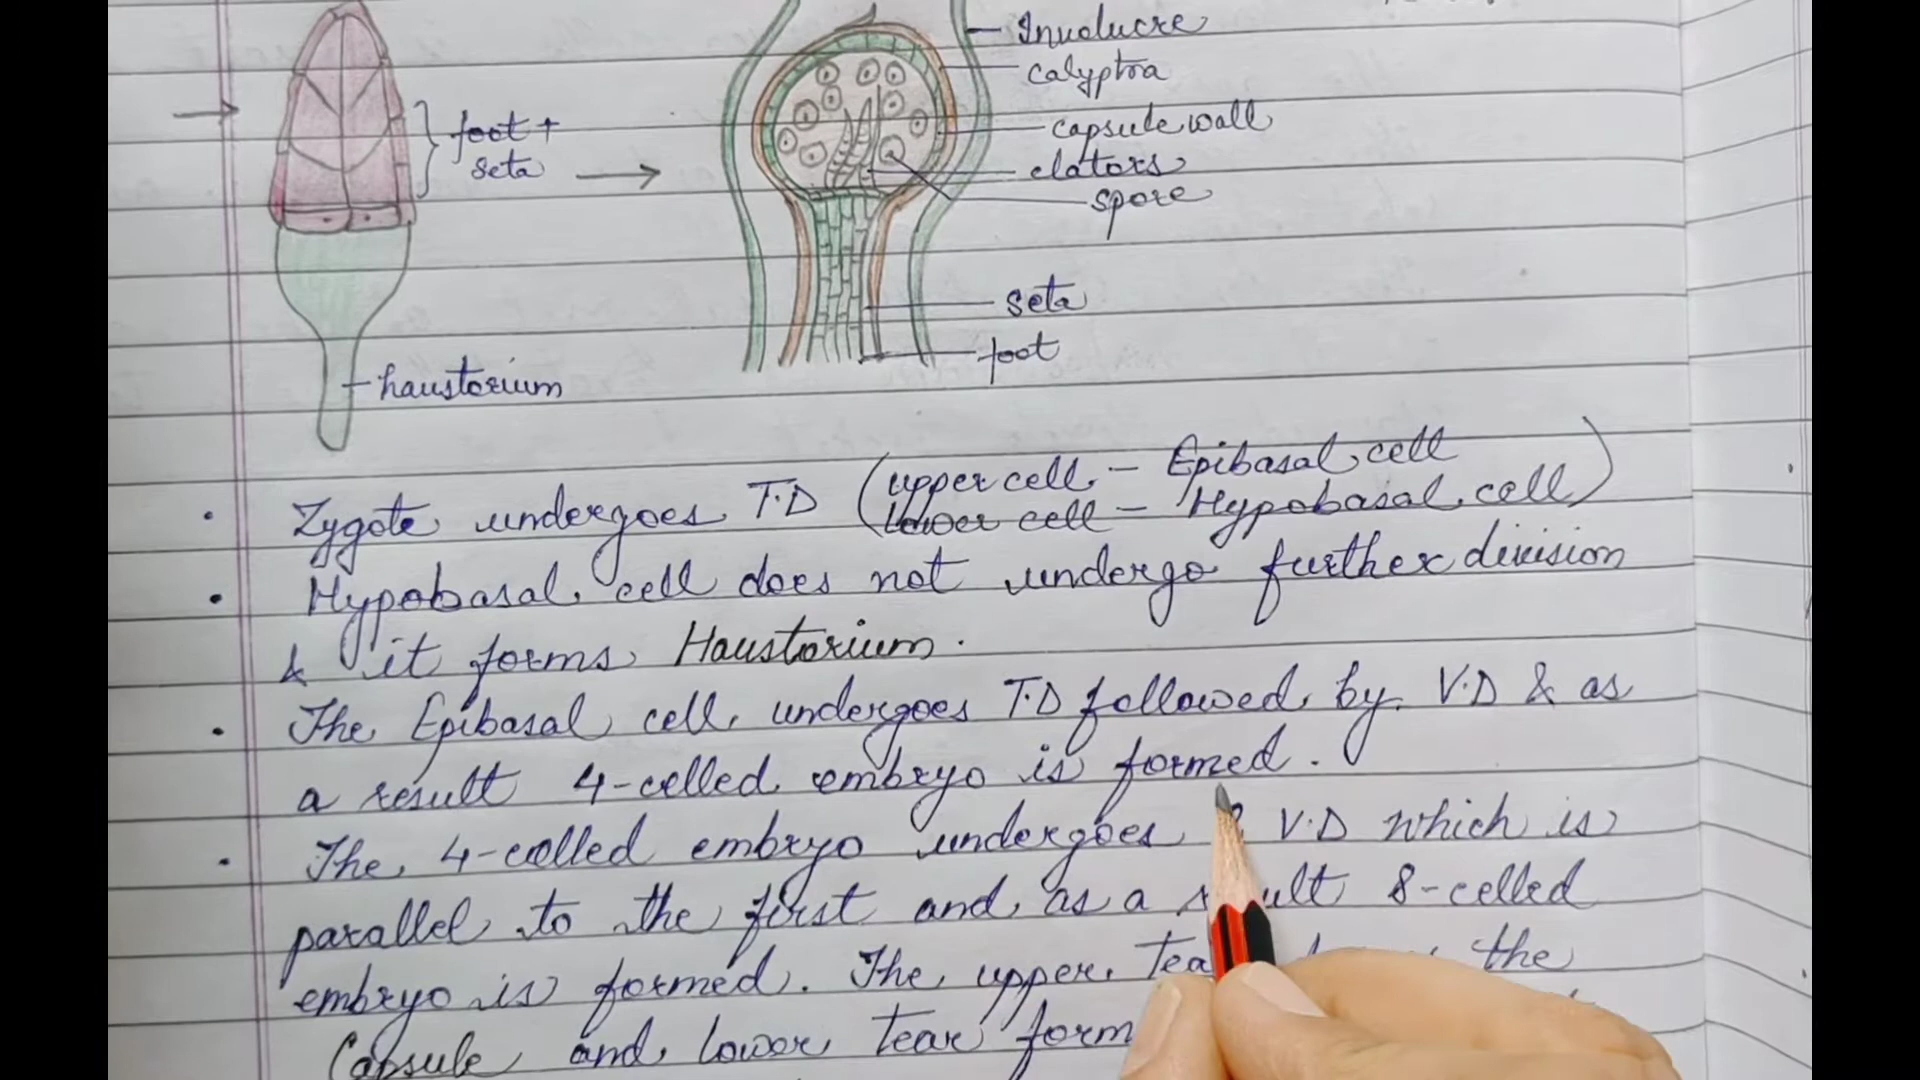 Involucre
calyptra
capsule wall
elators
spore
foot +
seta
seta
foot
haustorium
Zygote undergoes T.D (upper cell - Epibasal cell
lower cell - Hypobasal cell)
Hypobasal cell does not undergo further division
& it forms Haustorium.
The Epibasal cell undergoes T.D followed by V.D & as
a result 4-celled embryo is formed.
The 4-celled embryo undergoes V.D which is
parallel to the first and as a 8-celled
embryo is formed. The upper the
Capsule and lower tear